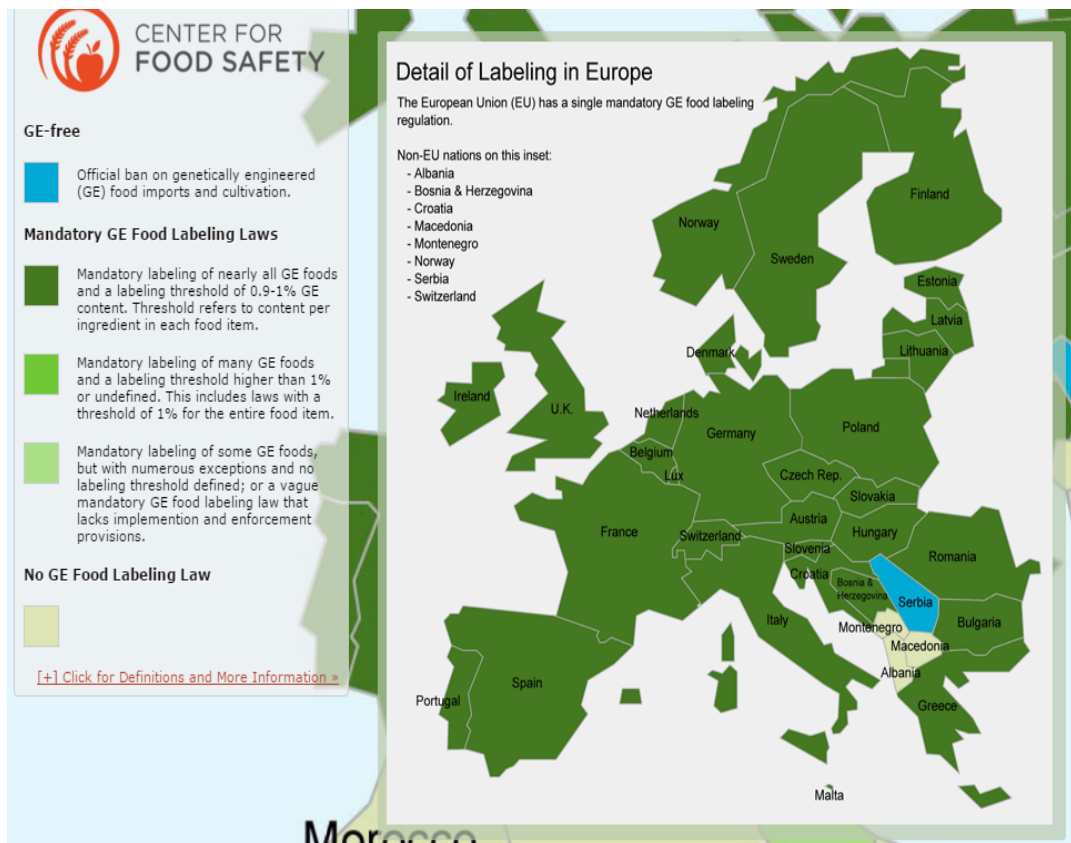 CENTER FOR
FOOD SAFETY
GE-free
Official ban on genetically engineered
(GE) food imports and cultivation.
Mandatory GE Food Labeling Laws
Mandatory labeling of nearly all GE foods
and a labeling threshold of 0.9-1% GE
content. Threshold refers to content per
ingredient in each food item.
Mandatory labeling of many GE foods
and a labeling threshold higher than 1%
or undefined. This includes laws with a
threshold of 1% for the entire food item.
Mandatory labeling of some GE foods,
but with numerous exceptions and no
labeling threshold defined; or a vague
mandatory GE food labeling law that
lacks implemention and enforcement
provisions.
No GE Food Labeling Law
[+] Click for Definitions and More Information »
Detail of Labeling in Europe
The European Union (EU) has a single mandatory GE food labeling
regulation.
Non-EU nations on this inset:
- Albania
- Bosnia & Herzegovina
- Croatia
- Macedonia
- Montenegro
- Norway
- Serbia
- Switzerland
Finland
Norway
Sweden
Estonia
Latvia
Lithuania
Denmark
Ireland
U.K.
Netherlands
Germany
Poland
Belgium
Lux
Czech Rep.
Slovakia
France
Switzerland
Austria
Hungary
Slovenia
Romania
Croatia
Bosnia &
Herzegovina
Serbia
Italy
Montenegro
Bulgaria
Macedonia
Albania
Spain
Portugal
Greece
Malta
Morocco